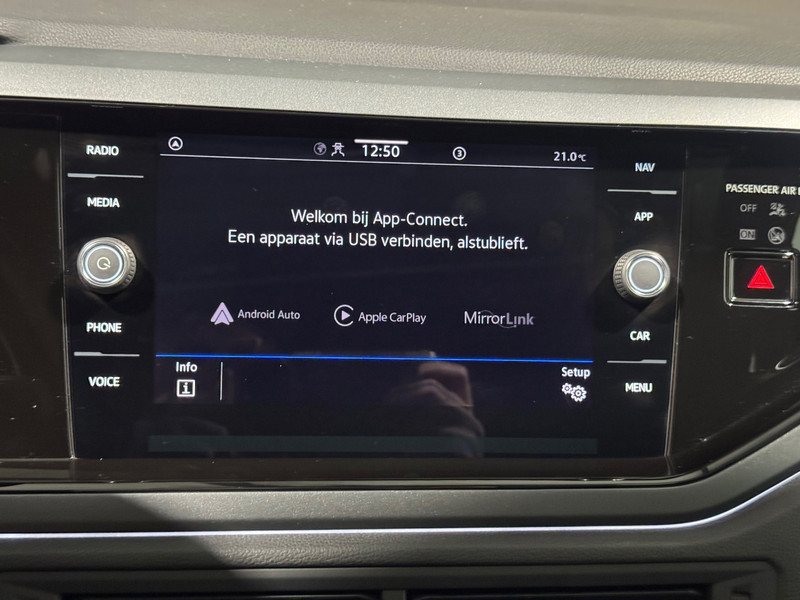 RADIO
MEDIA
PHONE
VOICE
12:50
3
21.0°C
Welkom bij App-Connect.
Een apparaat via USB verbinden, alstublieft.
Android Auto
Apple CarPlay
MirrorLink
Info
i
Setup
NAV
APP
CAR
MENU
PASSENGER AIR
OFF
ON